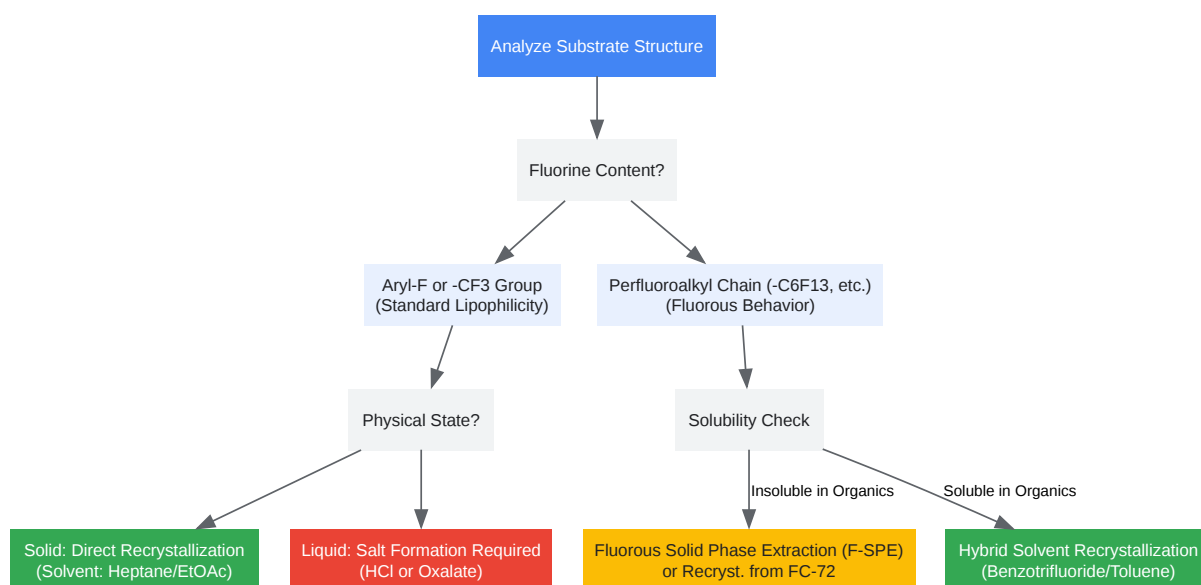 Analyze Substrate Structure
Fluorine Content?
Aryl-F or -CF3 Group
(Standard Lipophilicity)
Perfluoroalkyl Chain (-C6F13, etc.)
(Fluorous Behavior)
Physical State?
Solubility Check
Insoluble in Organics
Soluble in Organics
Solid: Direct Recrystallization
(Solvent: Heptane/EtOAc)
Liquid: Salt Formation Required
(HCl or Oxalate)
Fluorous Solid Phase Extraction (F-SPE)
or Recryst. from FC-72
Hybrid Solvent Recrystallization
(Benzotrifluoride/Toluene)